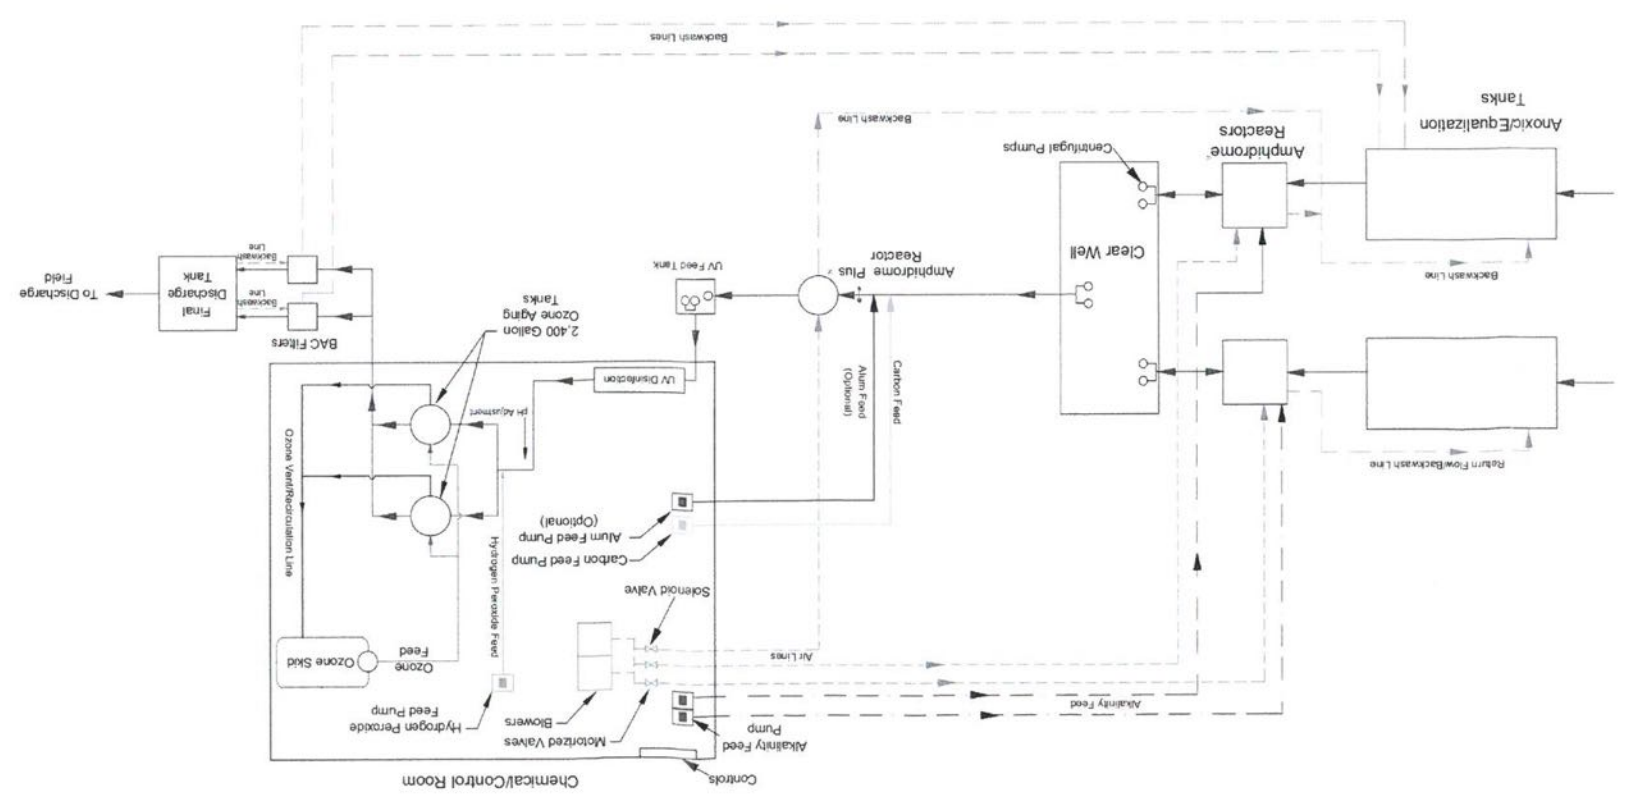 Controls
Chemical/Control Room
Alkalinity Feed
Pump
Motorized Valves
Blowers
Hydrogen Peroxide
Feed Pump
Alkalinity Feed
Ozone
Feed
Ozone Skid
Air Lines
Solenoid Valve
Hydrogen Peroxide Feed
Carbon Feed Pump
Alum Feed Pump
(Optional)
Ozone Vent/Recirculation Line
Return Flow/Backwash Line
pH Adjustment
Carbon Feed
Alum Feed
(Optional)
UV Disinfection
BAC Filters
2,400 Gallon
Ozone Aging
Tanks
Final
Discharge
Tank
Backwash
Line
Backwash
Line
To Discharge
Field
UV Feed Tank
Amphidrome Plus
Reactor
Clear Well
Backwash Line
Centrifugal Pumps
Amphidrome
Reactors
Anoxic/Equalization
Tanks
Backwash Line
Backwash Lines